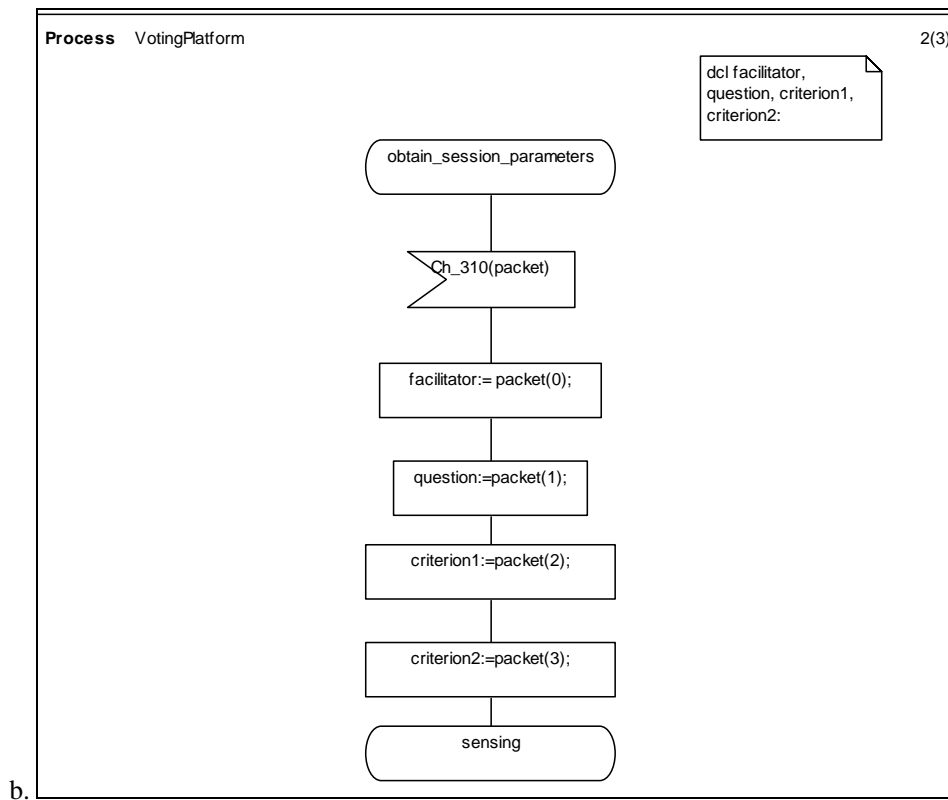 Process VotingPlatform 2(3)
dcl facilitator,
question, criterion1,
criterion2:
obtain_session_parameters
Ch_310(packet)
facilitator:= packet(0);
question:=packet(1);
criterion1:=packet(2);
criterion2:=packet(3);
sensing
b.